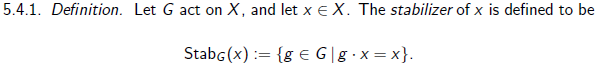 5.4.1. Definition. Let G act on X, and let x ∈ X. The stabilizer of x is defined to be
Stab_G(x) := {g ∈ G | g · x = x}.